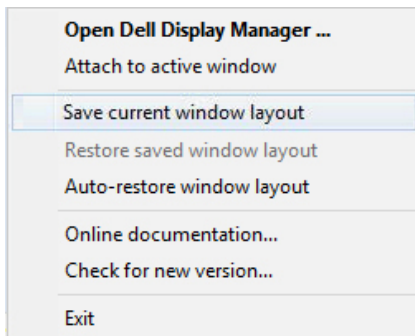 Open Dell Display Manager ...
Attach to active window
Save current window layout
Restore saved window layout
Auto-restore window layout
Online documentation...
Check for new version...
Exit